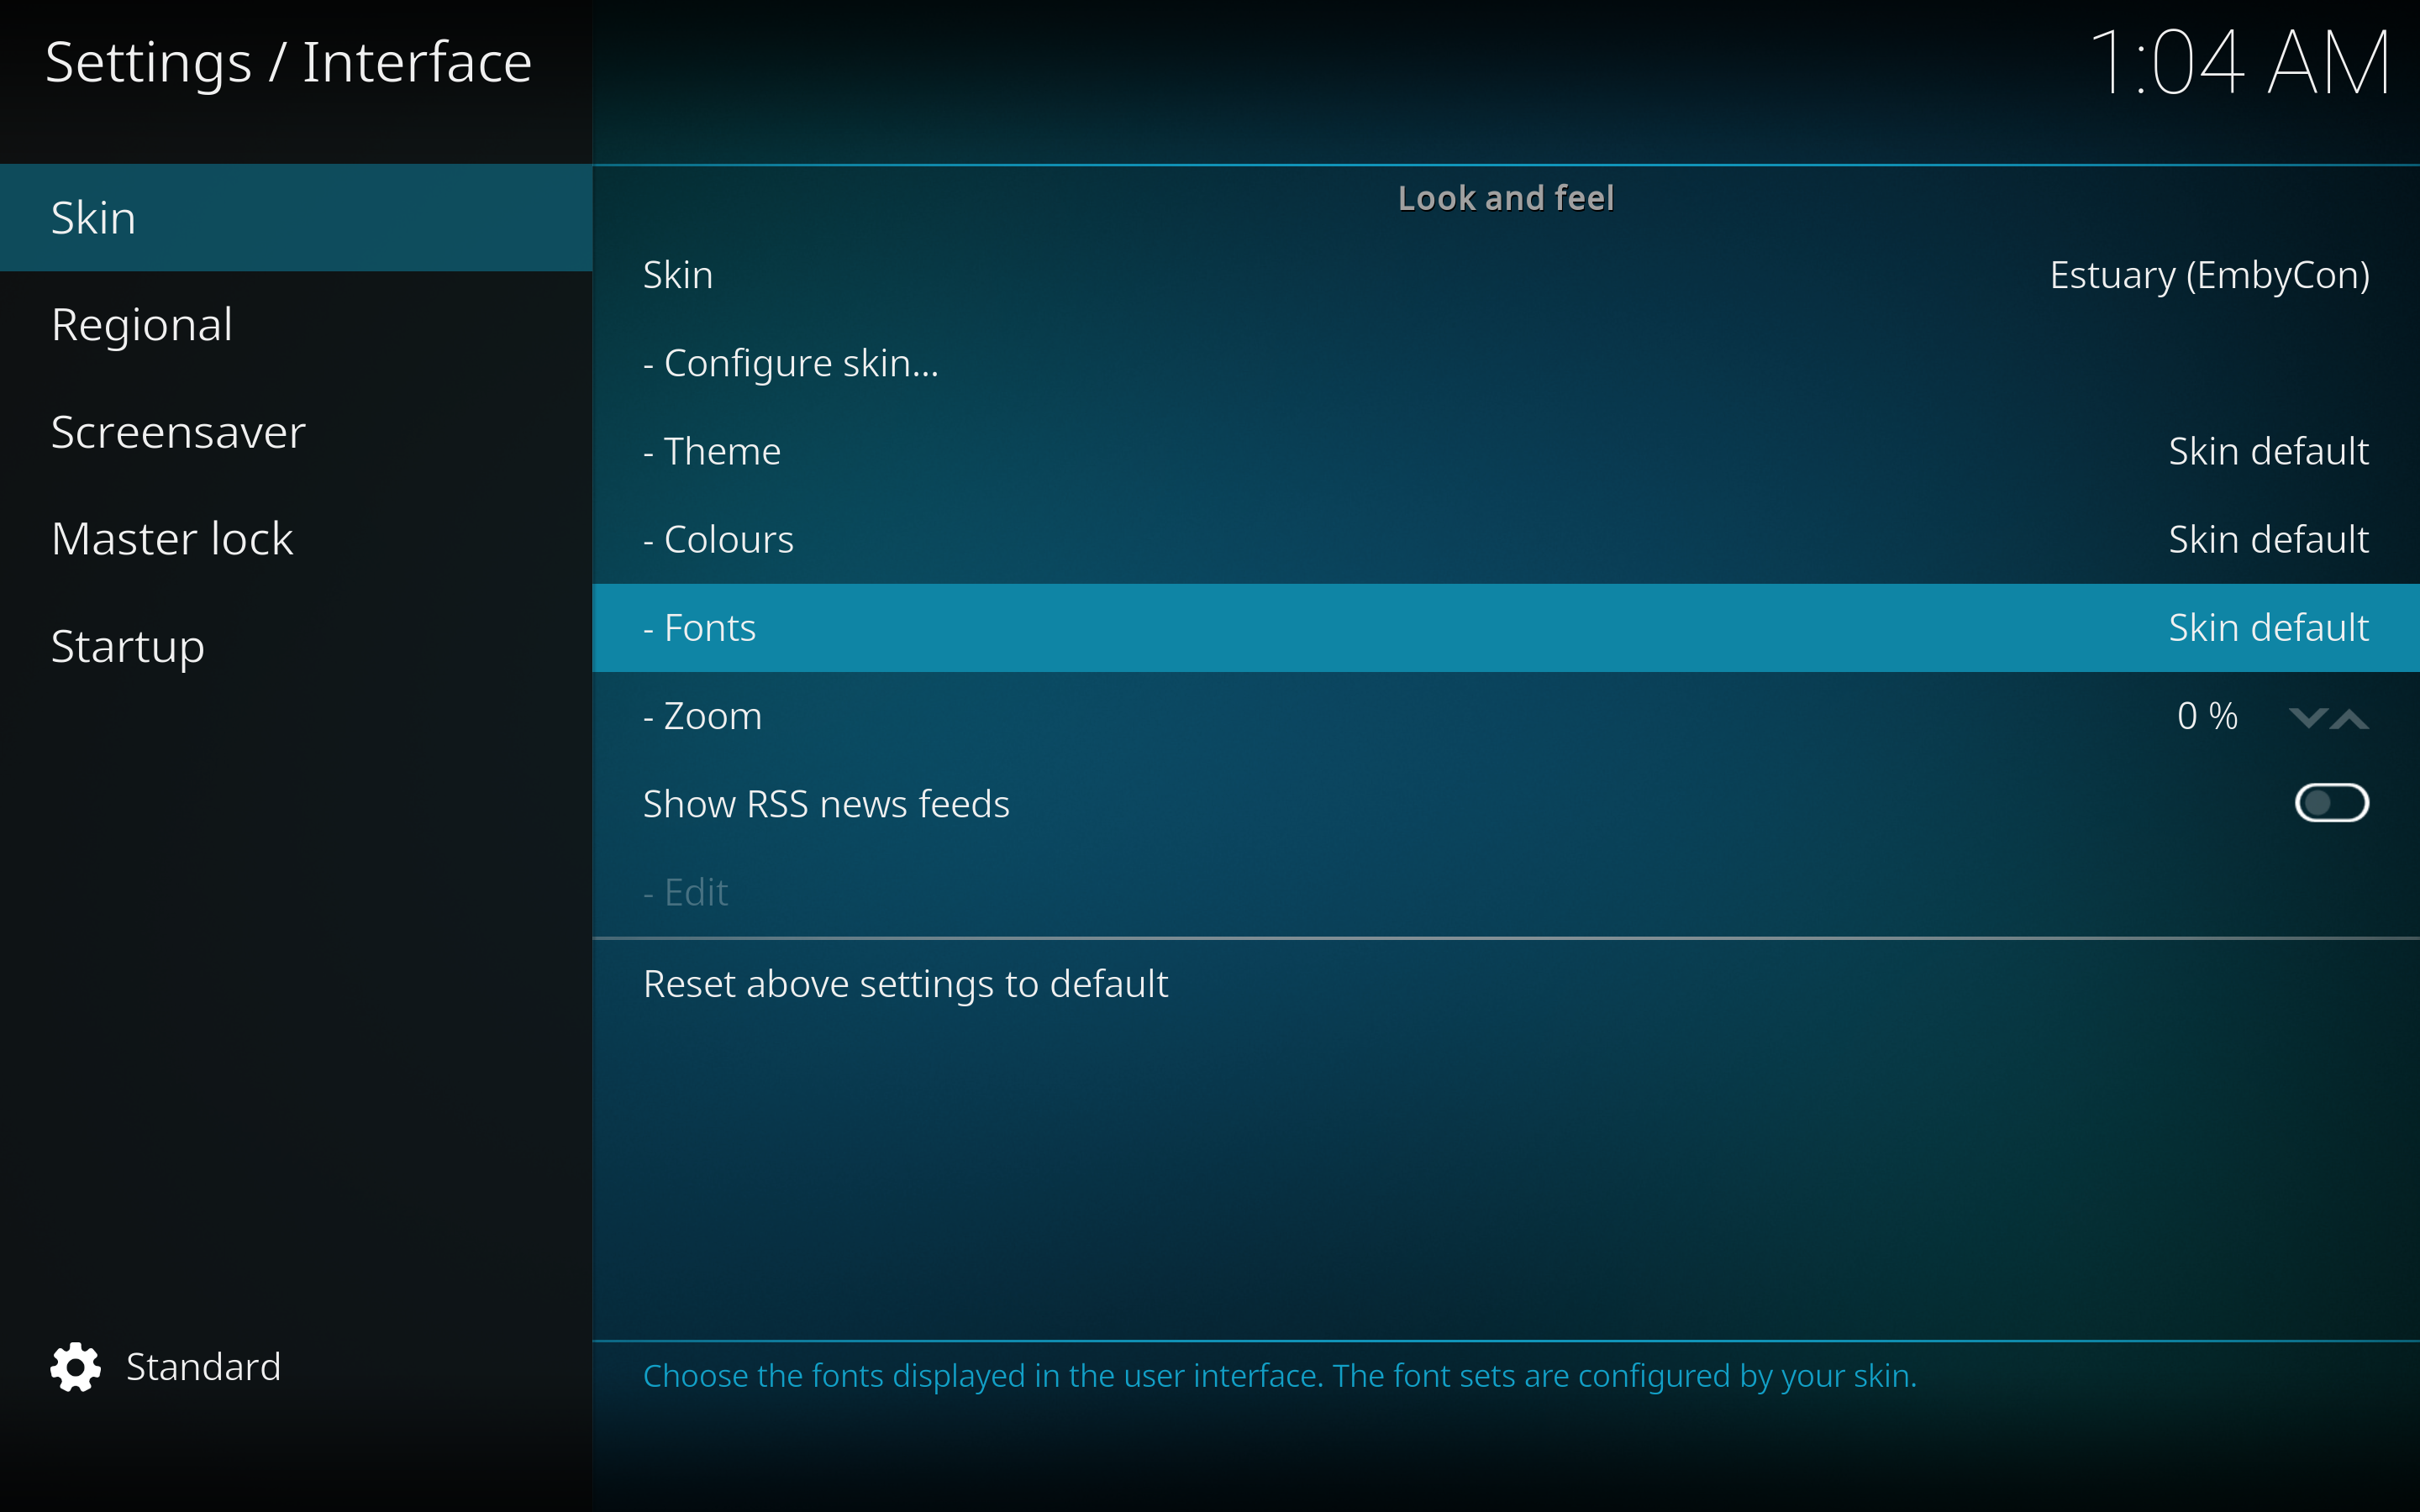 Settings / Interface
1:04 AM
Skin
Regional
Screensaver
Master lock
Startup
Standard
Look and feel
Skin Estuary (EmbyCon)
- Configure skin...
- Theme Skin default
- Colours Skin default
- Fonts Skin default
- Zoom 0 %
Show RSS news feeds
- Edit
Reset above settings to default
Choose the fonts displayed in the user interface. The font sets are configured by your skin.